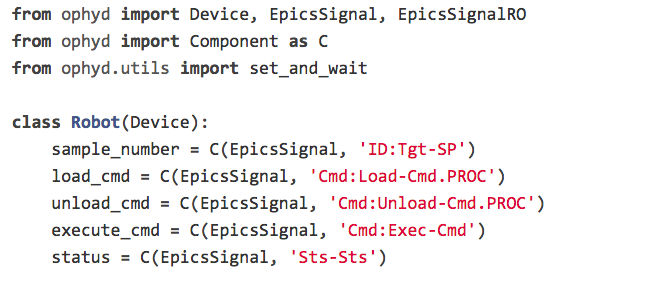 from ophyd import Device, EpicsSignal, EpicsSignalRO
from ophyd import Component as C
from ophyd.utils import set_and_wait

class Robot(Device):
    sample_number = C(EpicsSignal, 'ID:Tgt-SP')
    load_cmd = C(EpicsSignal, 'Cmd:Load-Cmd.PROC')
    unload_cmd = C(EpicsSignal, 'Cmd:Unload-Cmd.PROC')
    execute_cmd = C(EpicsSignal, 'Cmd:Exec-Cmd')
    status = C(EpicsSignal, 'Sts-Sts')